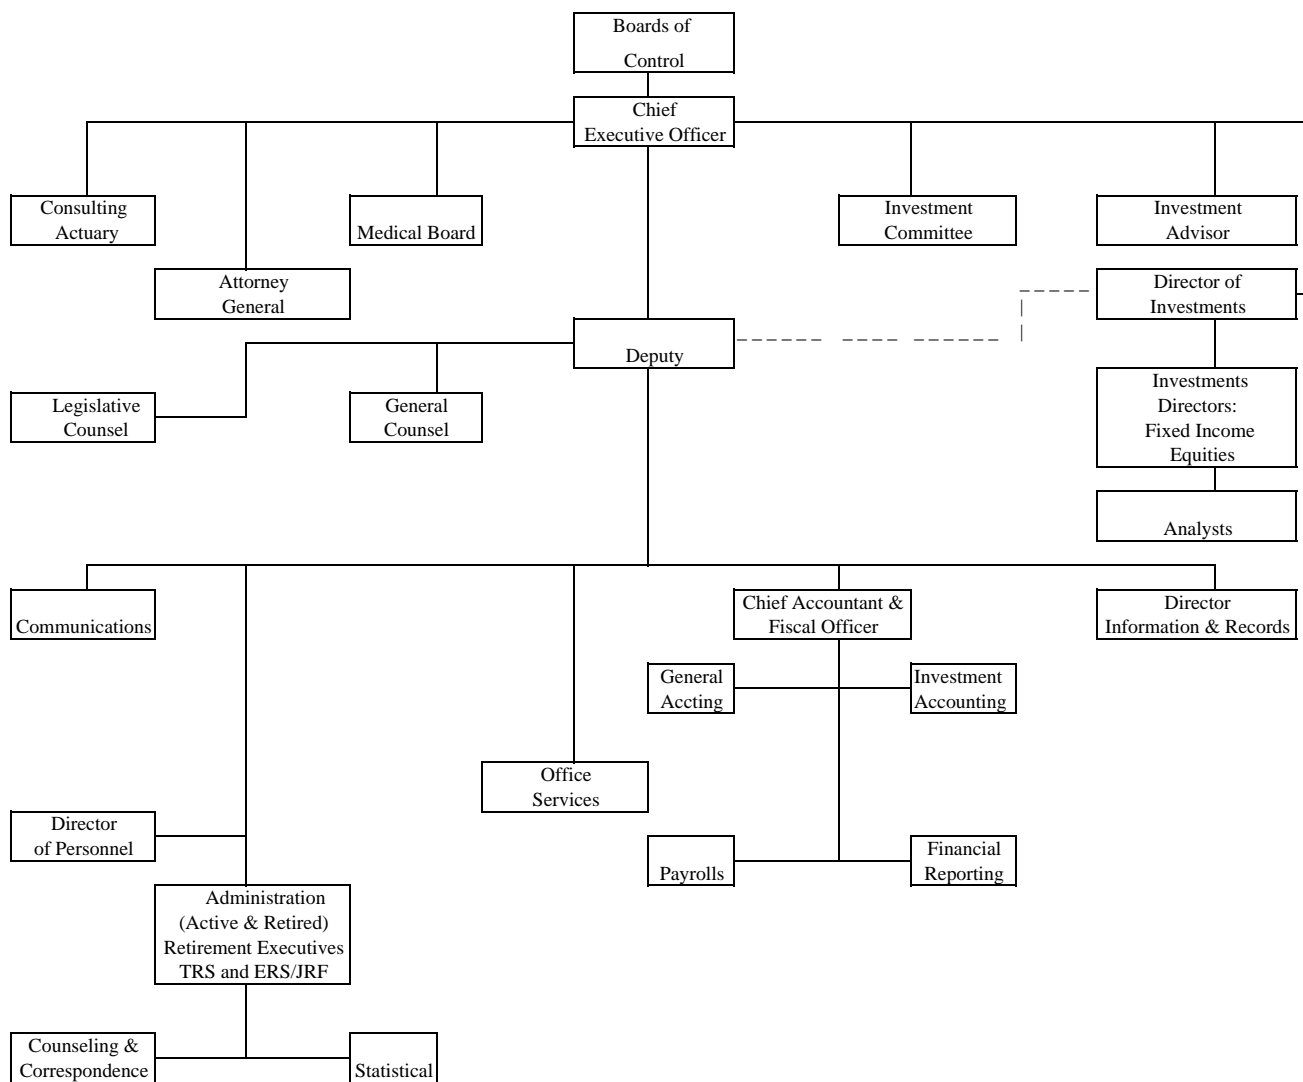 Boards of
Control
Chief
Executive Officer
Consulting
Actuary
Medical Board
Investment
Committee
Investment
Advisor
Attorney
General
Director of
Investments
Deputy
Legislative
Counsel
General
Counsel
Investments
Directors:
Fixed Income
Equities
Analysts
Communications
Chief Accountant &
Fiscal Officer
Director
Information & Records
General
Accting
Investment
Accounting
Office
Services
Director
of Personnel
Payrolls
Financial
Reporting
Administration
(Active & Retired)
Retirement Executives
TRS and ERS/JRF
Counseling &
Correspondence
Statistical